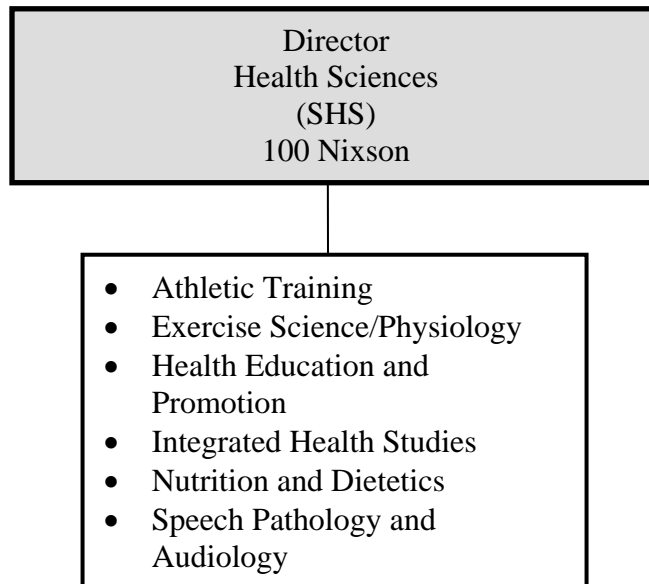 Director
Health Sciences
(SHS)
100 Nixson
• Athletic Training
• Exercise Science/Physiology
• Health Education and
Promotion
• Integrated Health Studies
• Nutrition and Dietetics
• Speech Pathology and
Audiology